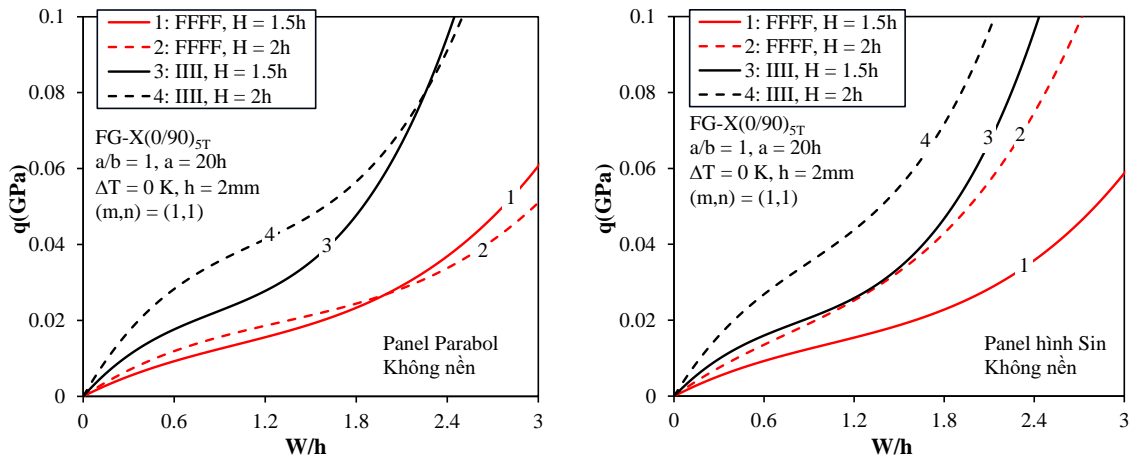 0.1
0.08
0.06
0.04
0.02
0
q(GPa)
1: FFFF, H = 1.5h
2: FFFF, H = 2h
3: IIII, H = 1.5h
4: IIII, H = 2h
FG-X(0/90)5T
a/b = 1, a = 20h
ΔT = 0 K, h = 2mm
(m,n) = (1,1)
4
3
1
2
Panel Parabol
Không nền
0 0.6 1.2 1.8 2.4 3
W/h
0.1
0.08
0.06
0.04
0.02
0
q(GPa)
1: FFFF, H = 1.5h
2: FFFF, H = 2h
3: IIII, H = 1.5h
4: IIII, H = 2h
FG-X(0/90)5T
a/b = 1, a = 20h
ΔT = 0 K, h = 2mm
(m,n) = (1,1)
4
3
2
1
Panel hình Sin
Không nền
0 0.6 1.2 1.8 2.4 3
W/h